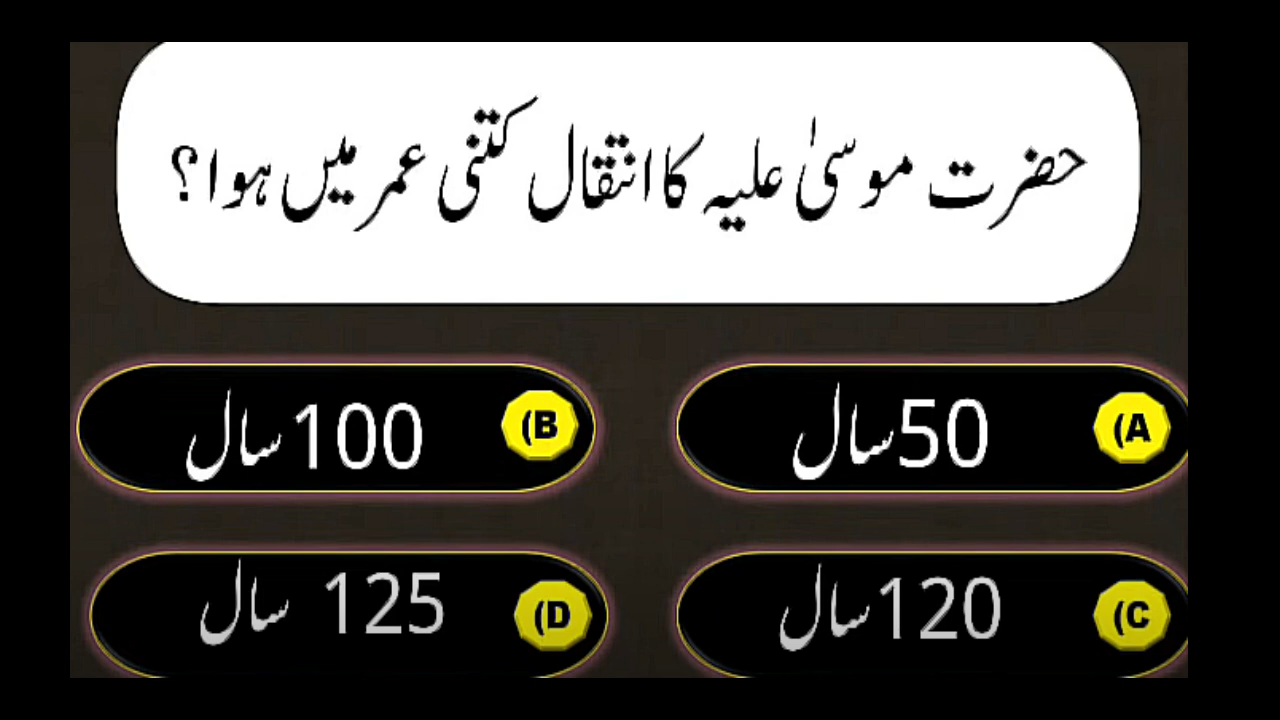 حضرت موسیٰ علیہ کا انتقال کتنی عمر میں ہوا؟
(A 50سال
(B 100سال
(C 120سال
(D 125 سال